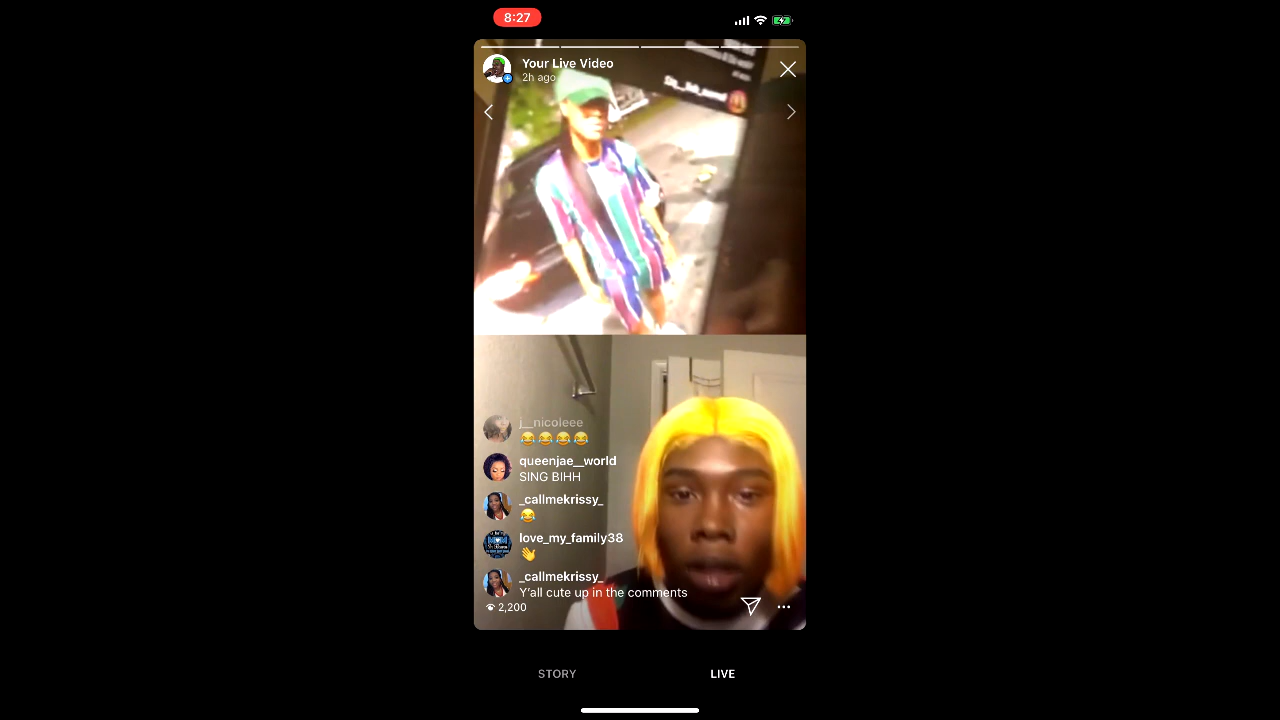 8:27
Your Live Video
2h ago
j__nicoleee
😂😂😂😂
queenjae__world
SING BIHH
_callmekrissy_
😂
love_my_family38
👋
_callmekrissy_
Y'all cute up in the comments
2,200
STORY
LIVE